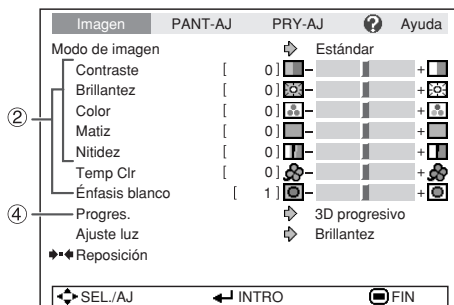 Imagen PANT-AJ PRY-AJ ? Ayuda
Modo de imagen Estándar
Contraste [ 0 ] – +
② Brillantez [ 0 ] – +
Color [ 0 ] – +
Matiz [ 0 ] – +
Nitidez [ 0 ] – +
Temp Clr [ 0 ] – +
Énfasis blanco [ 1 ] – +
④ Progres. 3D progresivo
Ajuste luz Brillantez
Reposición
SEL./AJ INTRO FIN